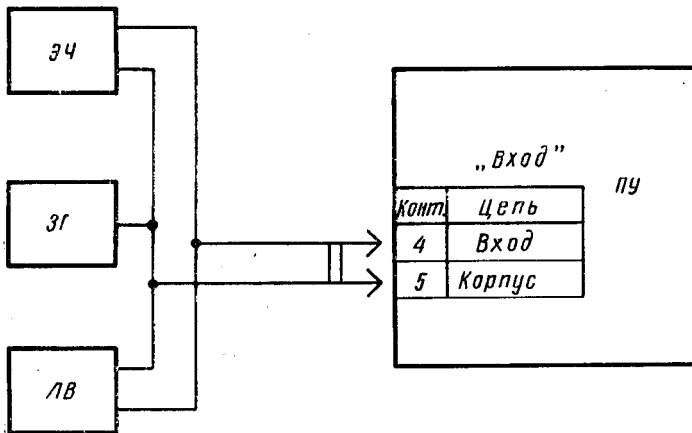 ЭЧ
ЗГ
ЛВ
„Вход”
ПУ
Конт. Цепь
4 Вход
5 Корпус